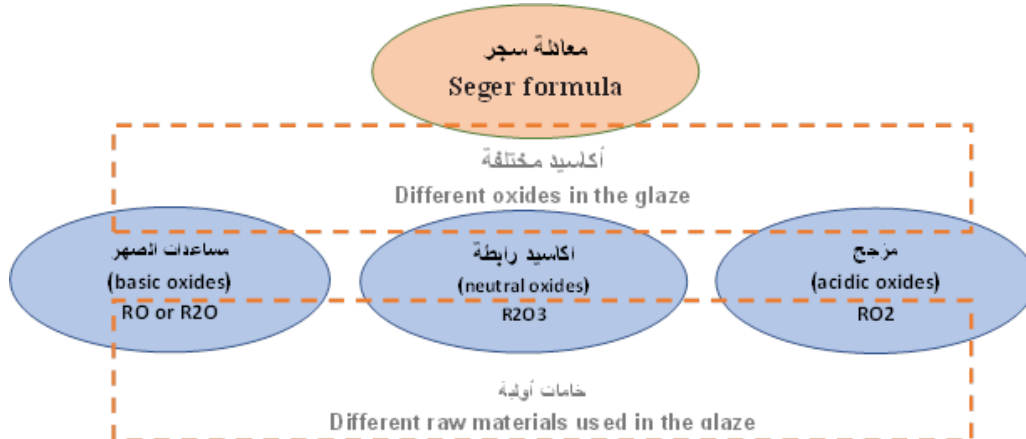 معادلة سجر
Seger formula
أكاسيد مختلفة
Different oxides in the glaze
مساعدات الصهر
(basic oxides)
RO or R2O
اكاسيد رابطة
(neutral oxides)
R2O3
مزجج
(acidic oxides)
RO2
خامات أولية
Different raw materials used in the glaze